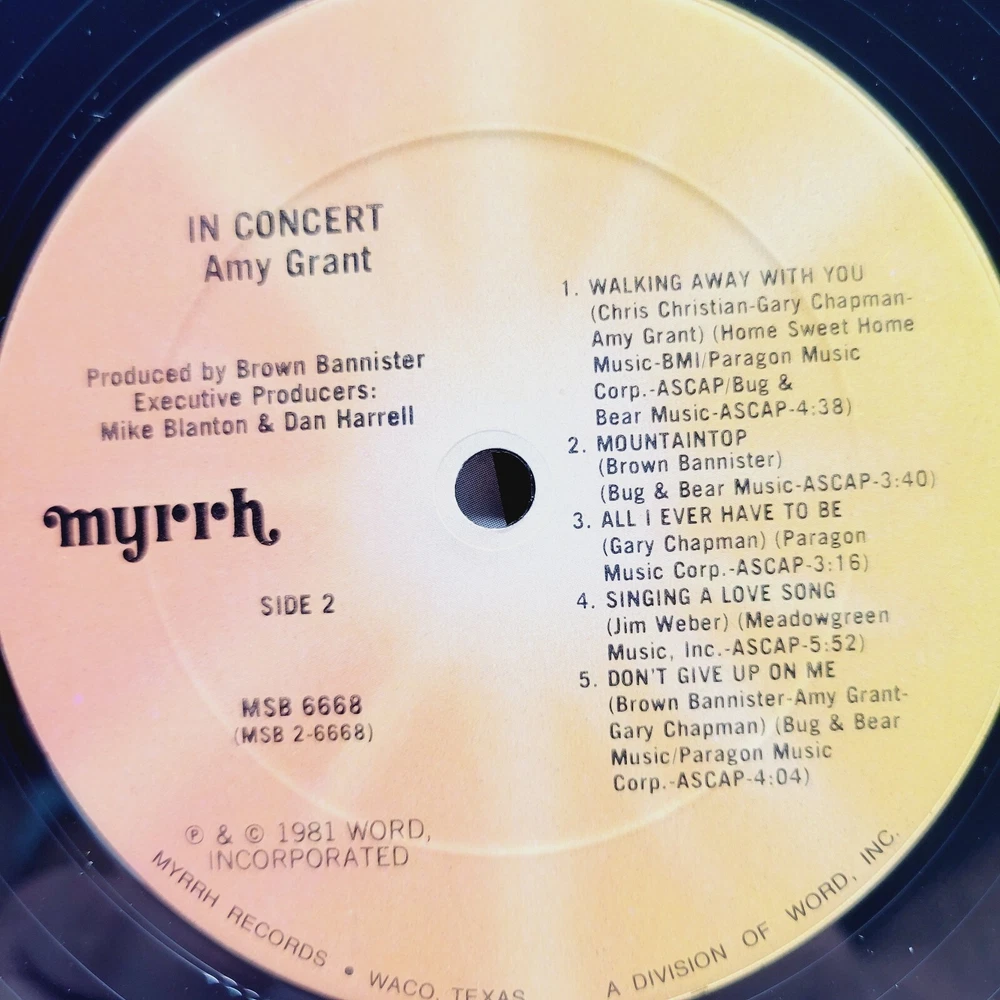 IN CONCERT
Amy Grant
Produced by Brown Bannister
Executive Producers:
Mike Blanton & Dan Harrell
myrrh
SIDE 2
MSB 6668
(MSB 2-6668)
℗ & © 1981 WORD,
INCORPORATED
1. WALKING AWAY WITH YOU
(Chris Christian-Gary Chapman-
Amy Grant) (Home Sweet Home
Music-BMI/Paragon Music
Corp.-ASCAP/Bug &
Bear Music-ASCAP-4:38)
2. MOUNTAINTOP
(Brown Bannister)
(Bug & Bear Music-ASCAP-3:40)
3. ALL I EVER HAVE TO BE
(Gary Chapman) (Paragon
Music Corp.-ASCAP-3:16)
4. SINGING A LOVE SONG
(Jim Weber) (Meadowgreen
Music, Inc.-ASCAP-5:52)
5. DON'T GIVE UP ON ME
(Brown Bannister-Amy Grant-
Gary Chapman) (Bug & Bear
Music/Paragon Music
Corp.-ASCAP-4:04)
MYRRH RECORDS • WACO, TEXAS A DIVISION OF WORD, INC.